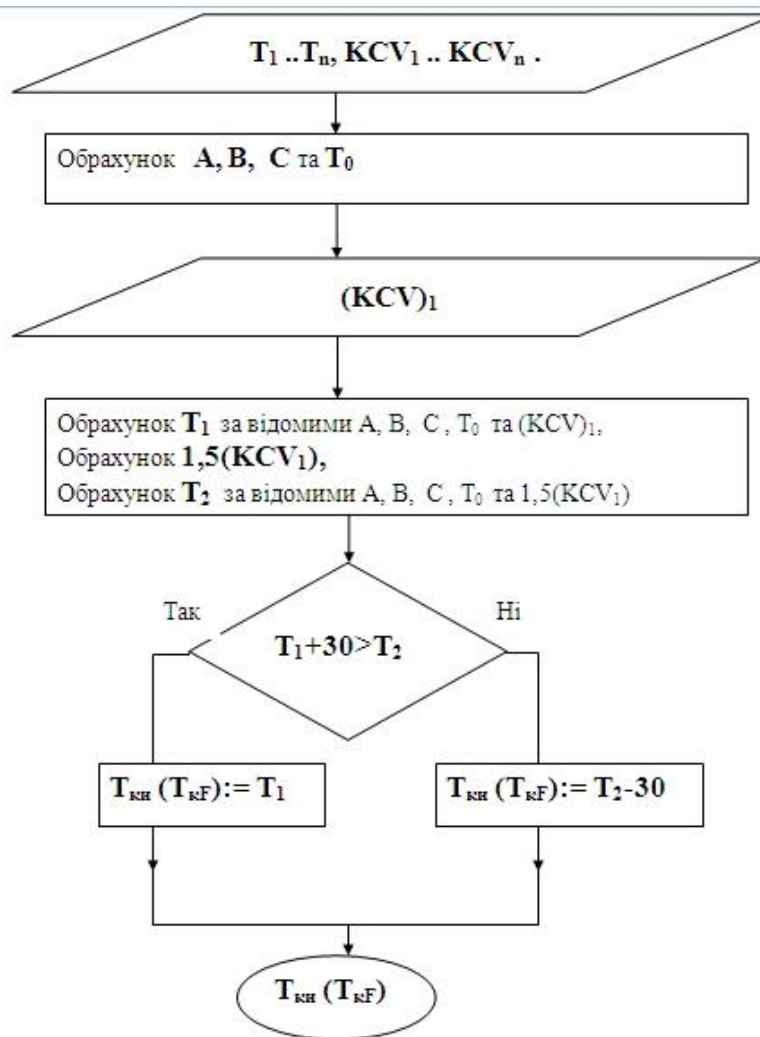 T₁ ..Tₙ, KCV₁ .. KCVₙ .
Обрахунок A, B, C та T₀
(KCV)₁
Обрахунок T₁ за відомими A, B, C , T₀ та (KCV)₁,
Обрахунок 1,5(KCV₁),
Обрахунок T₂ за відомими A, B, C , T₀ та 1,5(KCV₁)
Так
Ні
T₁+30>T₂
Tкн (TкF):= T₁
Tкн (TкF):= T₂-30
Tкн (TкF)